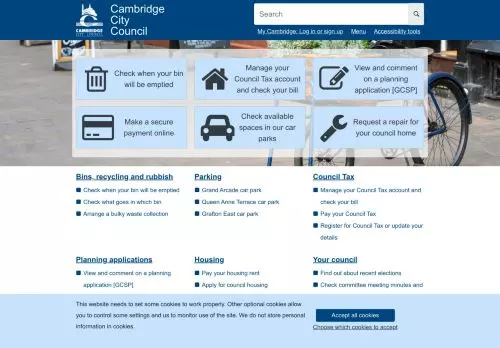 CAMBRIDGE
CITY COUNCIL
Cambridge
City
Council
Search
My Cambridge: Log in or sign up
Menu
Accessibility tools
Check when your bin
will be emptied
Manage your
Council Tax account
and check your bill
View and comment
on a planning
application [GCSP]
Make a secure
payment online
Check available
spaces in our car
parks
Request a repair for
your council home
Bins, recycling and rubbish
Check when your bin will be emptied
Check what goes in which bin
Arrange a bulky waste collection
Parking
Grand Arcade car park
Queen Anne Terrace car park
Grafton East car park
Council Tax
Manage your Council Tax account and
check your bill
Pay your Council Tax
Register for Council Tax or update your
details
Planning applications
View and comment on a planning
application [GCSP]
Housing
Pay your housing rent
Apply for council housing
Your council
Find out about recent elections
Check committee meeting minutes and
This website needs to set some cookies to work properly. Other optional cookies allow
you to control some settings and us to monitor use of the site. We do not store personal
information in cookies.
Accept all cookies
Choose which cookies to accept